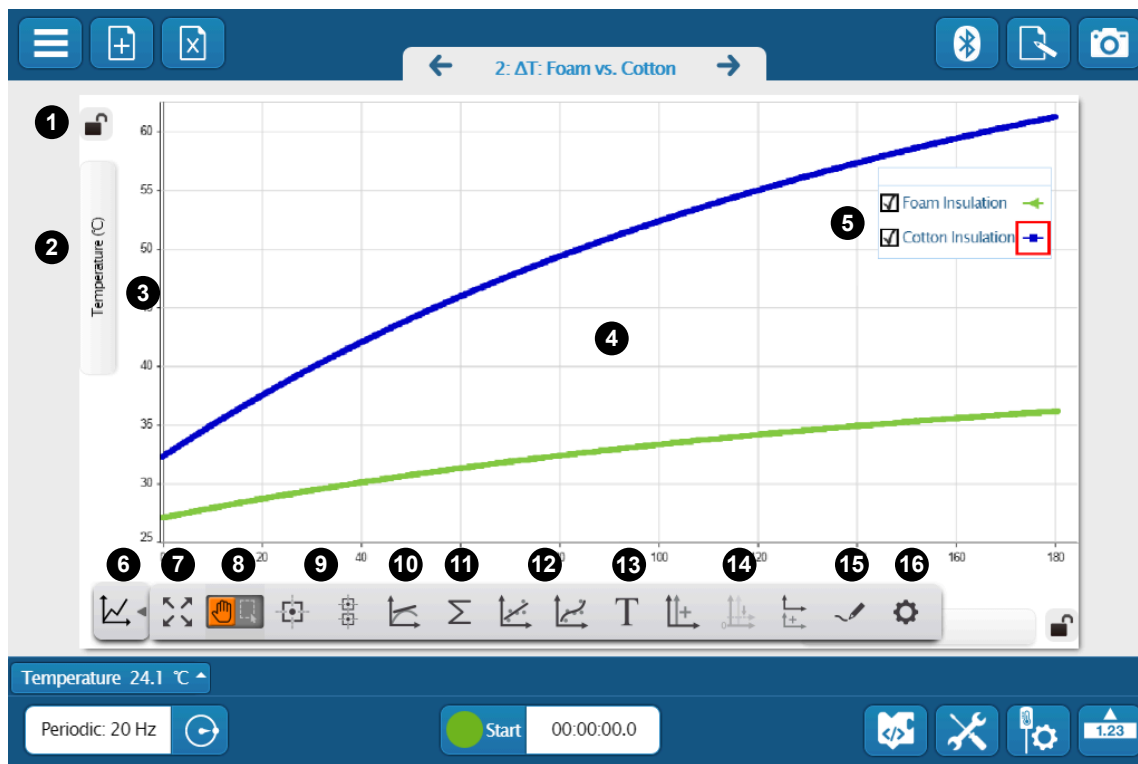 2: ΔT: Foam vs. Cotton
1
60
55
Foam Insulation
5
Cotton Insulation
2
Temperature (℃)
50
3
4
40
35
30
25
20
40
100
160
180
6 7 8 9 10 11 12 13 14 15 16
Σ T
Temperature 24.1 ℃
Periodic: 20 Hz
Start
00:00:00.0
</> 1.23